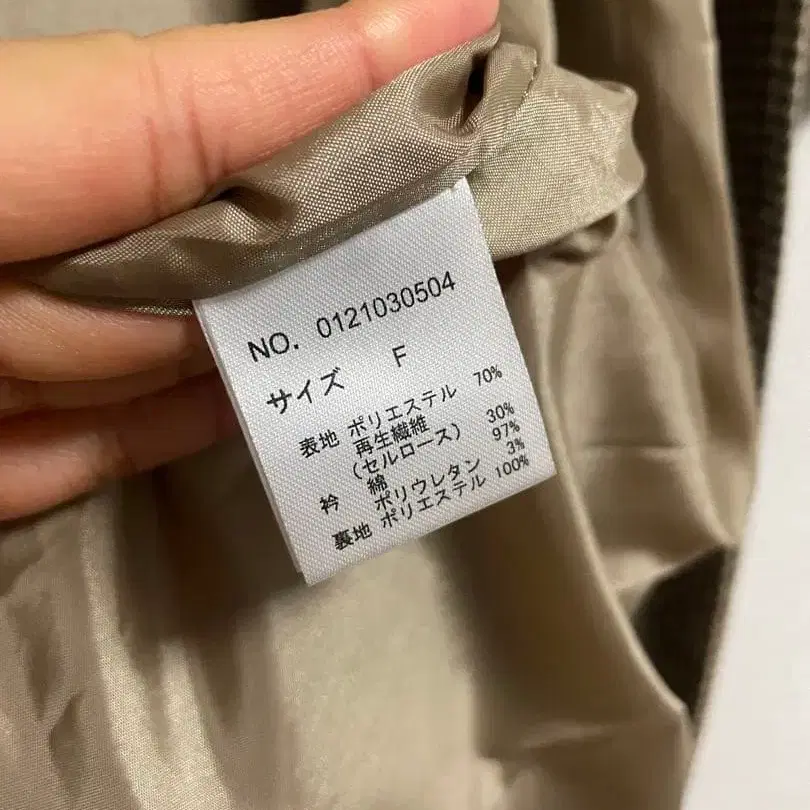 NO. 0121030504
サイズ F
表地 ポリエステル 70%
再生繊維 30%
(セルロース)
衿 綿 97%
ポリウレタン 3%
裏地 ポリエステル 100%